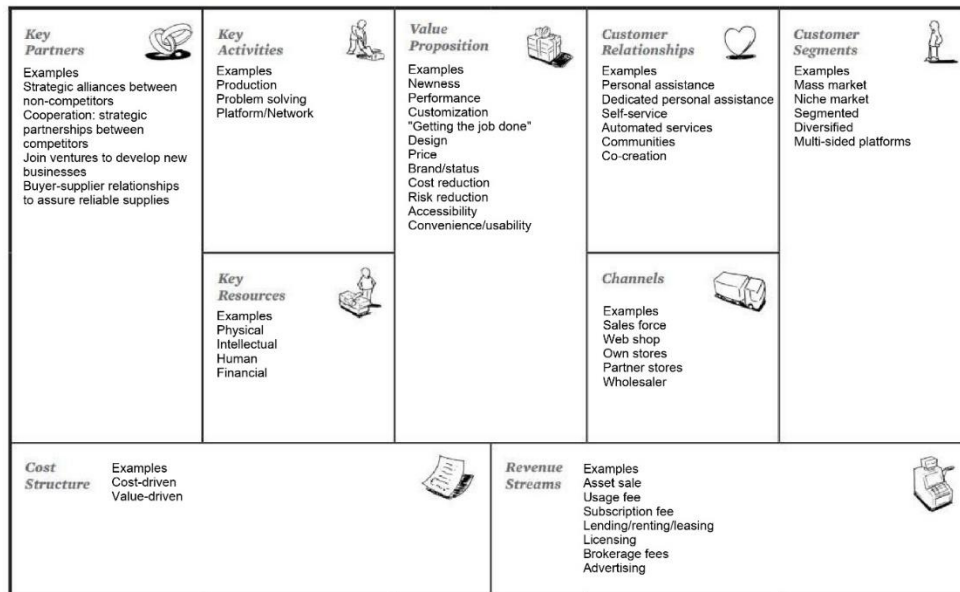 Key
Partners
Examples
Strategic alliances between
non-competitors
Cooperation: strategic
partnerships between
competitors
Join ventures to develop new
businesses
Buyer-supplier relationships
to assure reliable supplies
Key
Activities
Examples
Production
Problem solving
Platform/Network
Key
Resources
Examples
Physical
Intellectual
Human
Financial
Value
Proposition
Examples
Newness
Performance
Customization
"Getting the job done"
Design
Price
Brand/status
Cost reduction
Risk reduction
Accessibility
Convenience/usability
Customer
Relationships
Examples
Personal assistance
Dedicated personal assistance
Self-service
Automated services
Communities
Co-creation
Channels
Examples
Sales force
Web shop
Own stores
Partner stores
Wholesaler
Customer
Segments
Examples
Mass market
Niche market
Segmented
Diversified
Multi-sided platforms
Cost
Structure
Examples
Cost-driven
Value-driven
Revenue
Streams
Examples
Asset sale
Usage fee
Subscription fee
Lending/renting/leasing
Licensing
Brokerage fees
Advertising